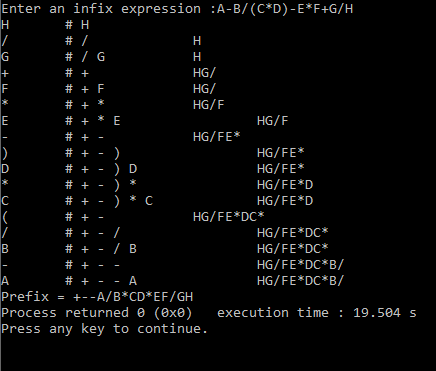 Enter an infix expression :A-B/(C*D)-E*F+G/H
H # H
/ # / H
G # / G H
+ # + HG/
F # + F HG/
* # + * HG/F
E # + * E HG/F
- # + - HG/FE*
) # + - ) HG/FE*
D # + - ) D HG/FE*
* # + - ) * HG/FE*D
C # + - ) * C HG/FE*D
( # + - HG/FE*DC*
/ # + - / HG/FE*DC*
B # + - / B HG/FE*DC*
- # + - - HG/FE*DC*B/
A # + - - A HG/FE*DC*B/
Prefix = +--A/B*CD*EF/GH
Process returned 0 (0x0) execution time : 19.504 s
Press any key to continue.